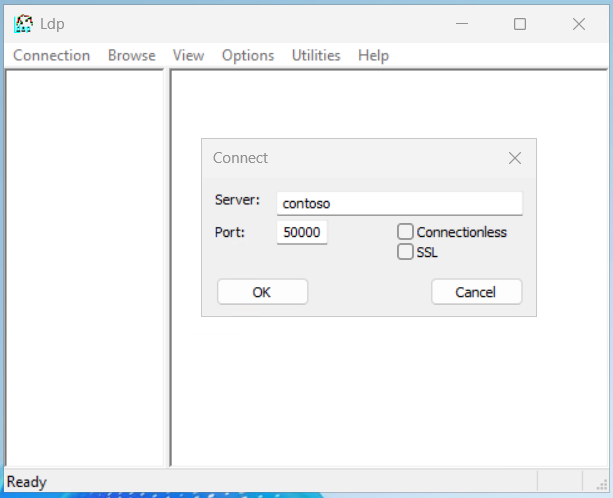 Ldp
Connection Browse View Options Utilities Help
Connect
Server: contoso
Port: 50000 Connectionless
SSL
OK Cancel
Ready